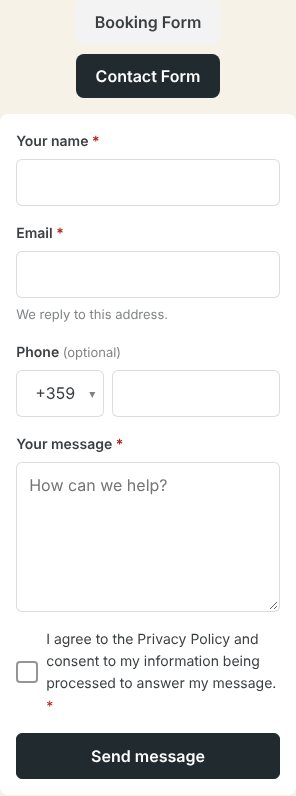 Booking Form
Contact Form
Your name *
Email *
We reply to this address.
Phone (optional)
+359 ▾
Your message *
How can we help?
I agree to the Privacy Policy and
consent to my information being
processed to answer my message.
*
Send message